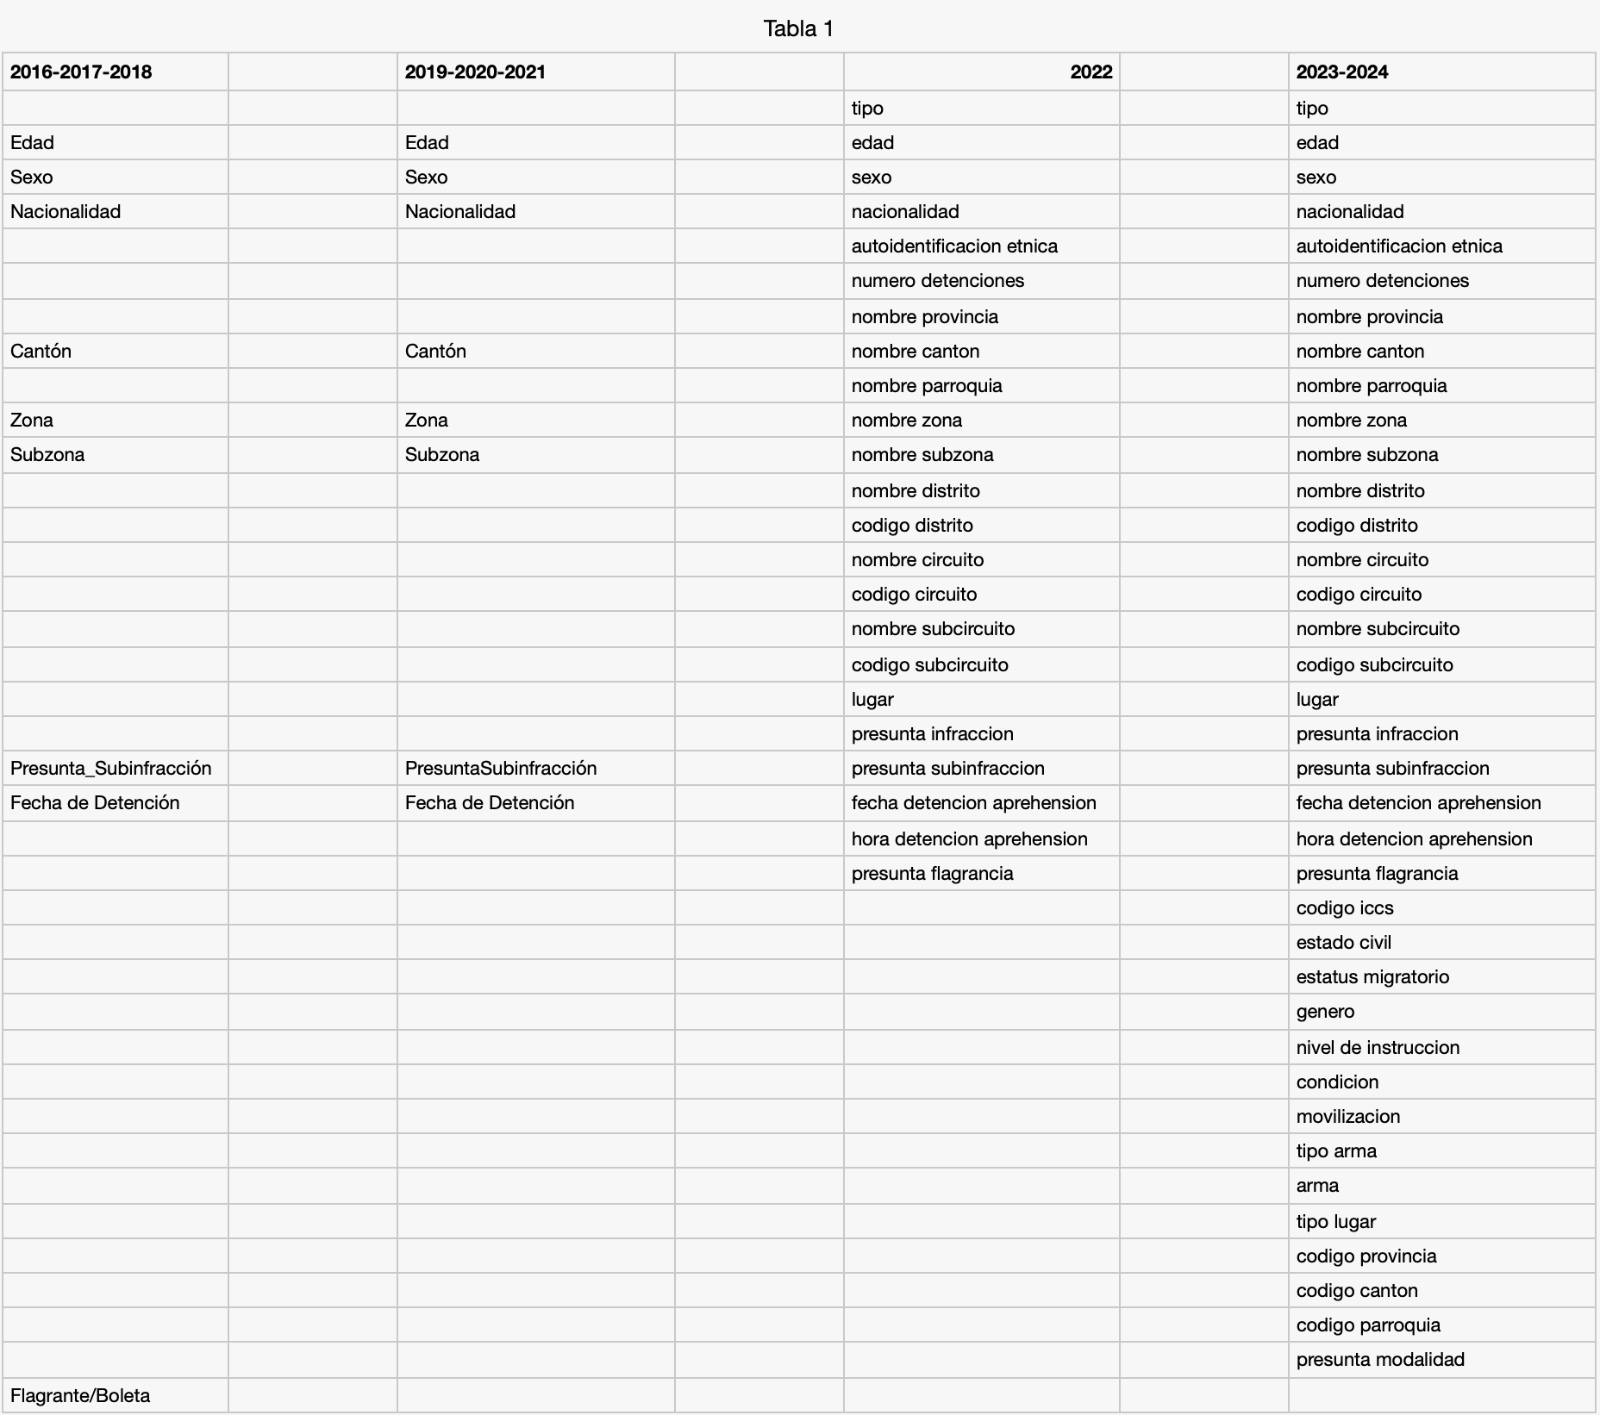 Tabla 1
2016-2017-2018 2019-2020-2021 2022 2023-2024
tipo tipo
Edad Edad edad edad
Sexo Sexo sexo sexo
Nacionalidad Nacionalidad nacionalidad nacionalidad
autoidentificacion etnica autoidentificacion etnica
numero detenciones numero detenciones
nombre provincia nombre provincia
Cantón Cantón nombre canton nombre canton
nombre parroquia nombre parroquia
Zona Zona nombre zona nombre zona
Subzona Subzona nombre subzona nombre subzona
nombre distrito nombre distrito
codigo distrito codigo distrito
nombre circuito nombre circuito
codigo circuito codigo circuito
nombre subcircuito nombre subcircuito
codigo subcircuito codigo subcircuito
lugar lugar
presunta infraccion presunta infraccion
Presunta_Subinfracción PresuntaSubinfracción presunta subinfraccion presunta subinfraccion
Fecha de Detención Fecha de Detención fecha detencion aprehension fecha detencion aprehension
hora detencion aprehension hora detencion aprehension
presunta flagrancia presunta flagrancia
codigo iccs
estado civil
estatus migratorio
genero
nivel de instruccion
condicion
movilizacion
tipo arma
arma
tipo lugar
codigo provincia
codigo canton
codigo parroquia
presunta modalidad
Flagrante/Boleta